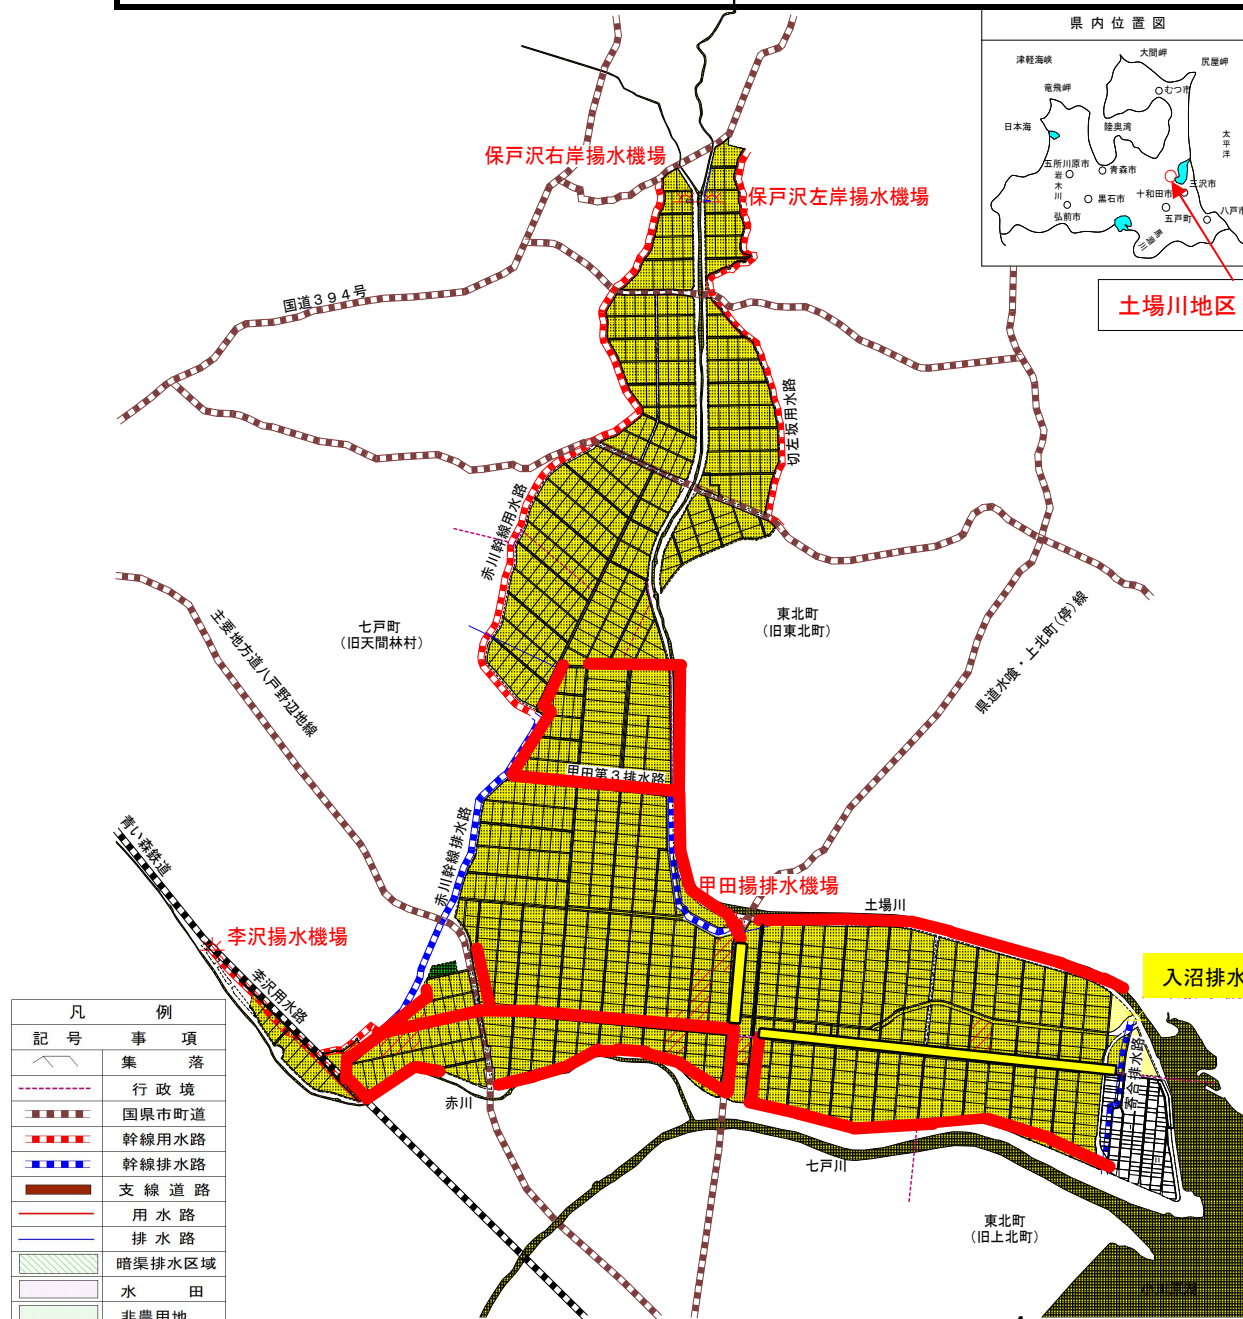 県内位置図
津軽海峡
大間崎
尻屋岬
竜飛岬
むつ市
日本海
陸奥湾
太平洋
五所川原市
青森市
岩木川
三沢市
十和田市
黒石市
弘前市
五戸町
八戸市
馬淵川
土場川地区
保戸沢右岸揚水機場
保戸沢左岸揚水機場
国道394号
切左坂用水路
赤川幹線用水路
七戸町
(旧天間林村)
東北町
(旧東北町)
主要地方道八戸野辺地線
県道水喰・上北町(停)線
甲田第3排水路
赤川幹線排水路
青い森鉄道
甲田揚排水機場
土場川
李沢揚水機場
李沢用水路
入沼排水
寄合排水路
赤川
七戸川
東北町
(旧上北町)
凡例
記号 事項
集落
行政境
国県市町道
幹線用水路
幹線排水路
支線道路
用水路
排水路
暗渠排水区域
水田
非農用地